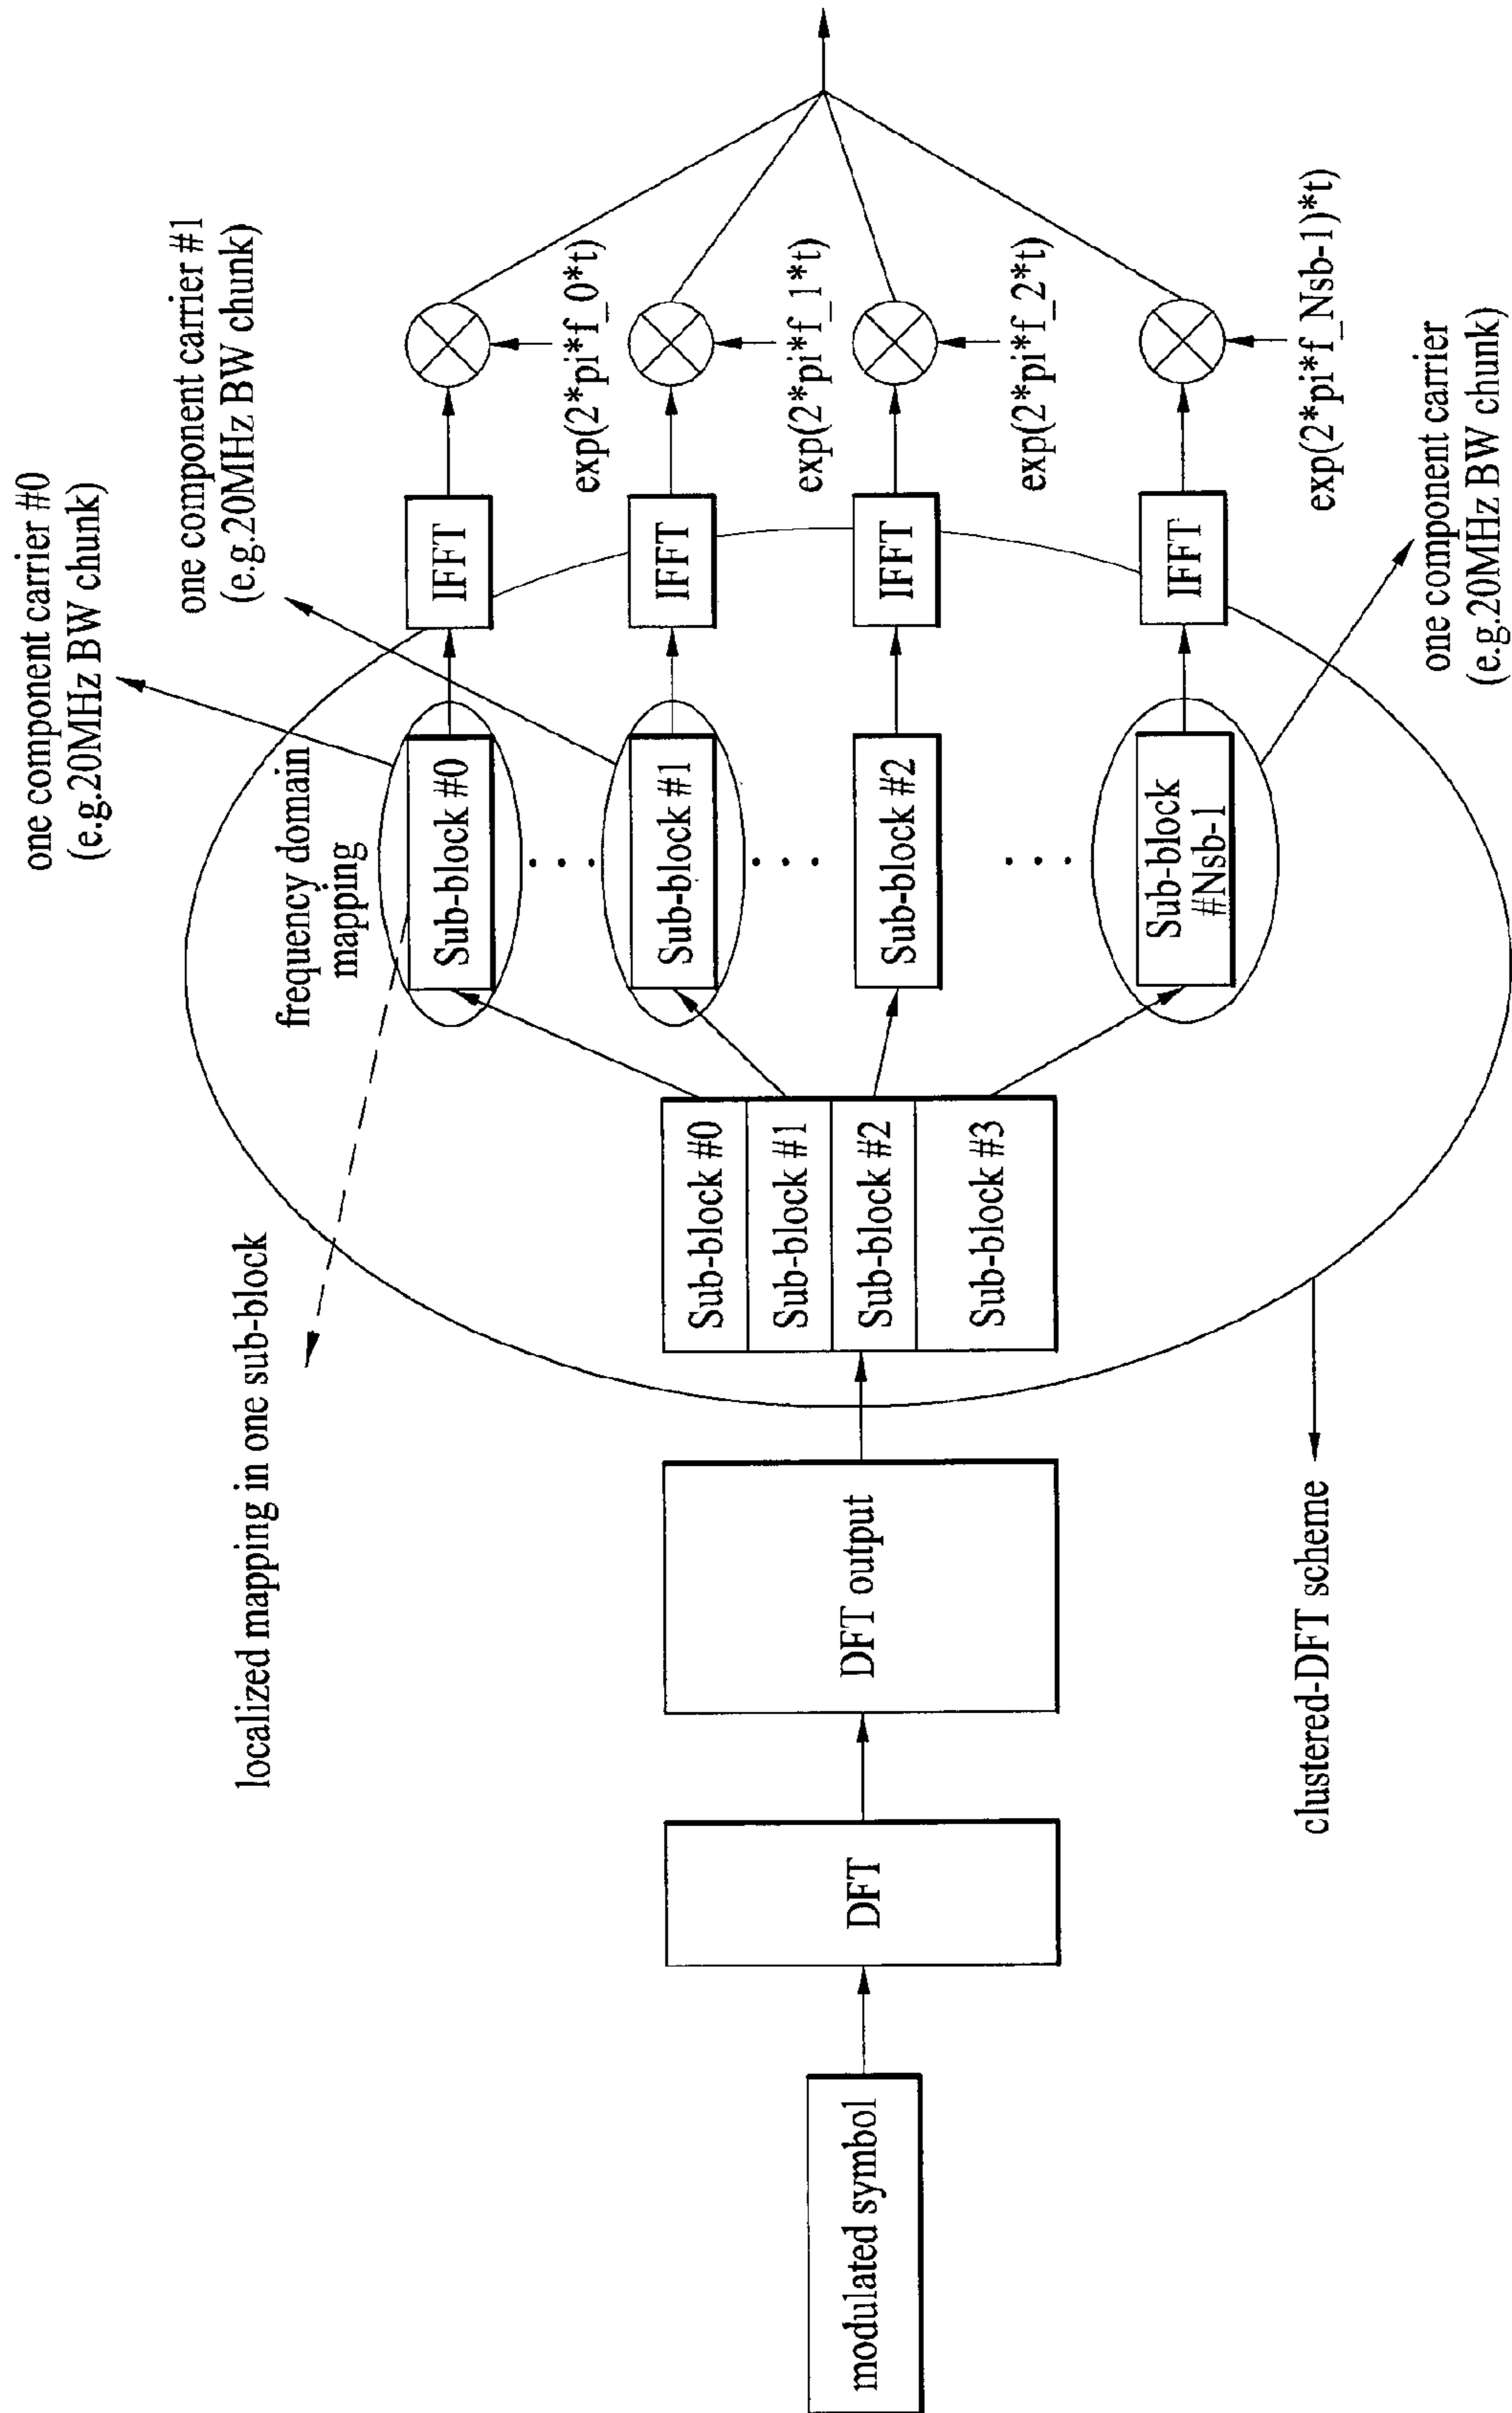 modulated symbol
DFT
DFT output
Sub-block #0
Sub-block #1
Sub-block #2
Sub-block #3
localized mapping in one sub-block
clustered-DFT scheme
frequency domain
mapping
Sub-block #0
Sub-block #1
Sub-block #2
Sub-block
#Nsb-1
one component carrier #0
(e.g.20MHz BW chunk)
one component carrier #1
(e.g.20MHz BW chunk)
one component carrier
(e.g.20MHz BW chunk)
IFFT
IFFT
IFFT
IFFT
exp(2*pi*f_0*t)
exp(2*pi*f_1*t)
exp(2*pi*f_2*t)
exp(2*pi*f_Nsb-1)*t)